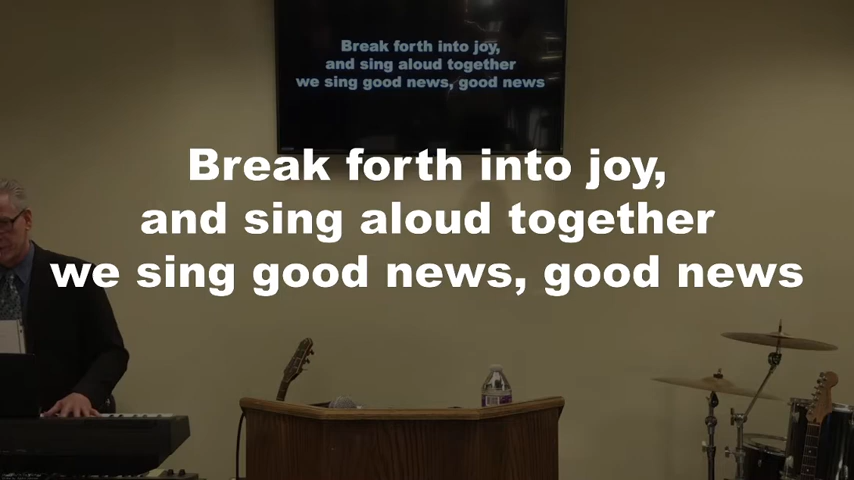 Break forth into joy,
and sing aloud together
we sing good news, good news
Break forth into joy,
and sing aloud together
we sing good news, good news